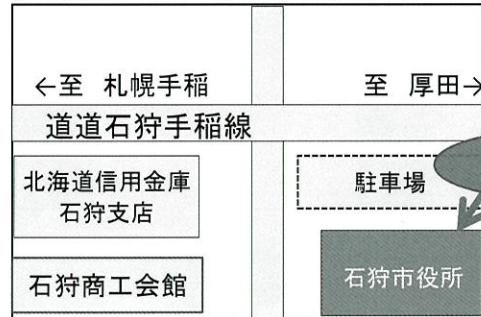 ←至 札幌手稲
至 厚田→
道道石狩手稲線
北海道信用金庫
石狩支店
駐車場
石狩商工会館
石狩市役所